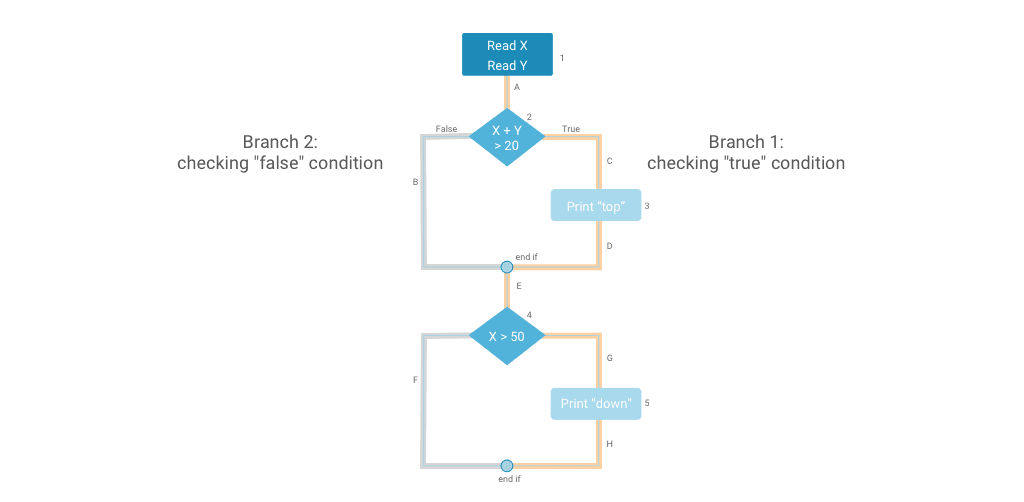 Read X
Read Y
1
A
2
False
X + Y
> 20
True
Branch 2:
checking "false" condition
Branch 1:
checking "true" condition
C
B
Print “top”
3
D
end if
E
4
X > 50
G
F
Print “down”
5
H
end if